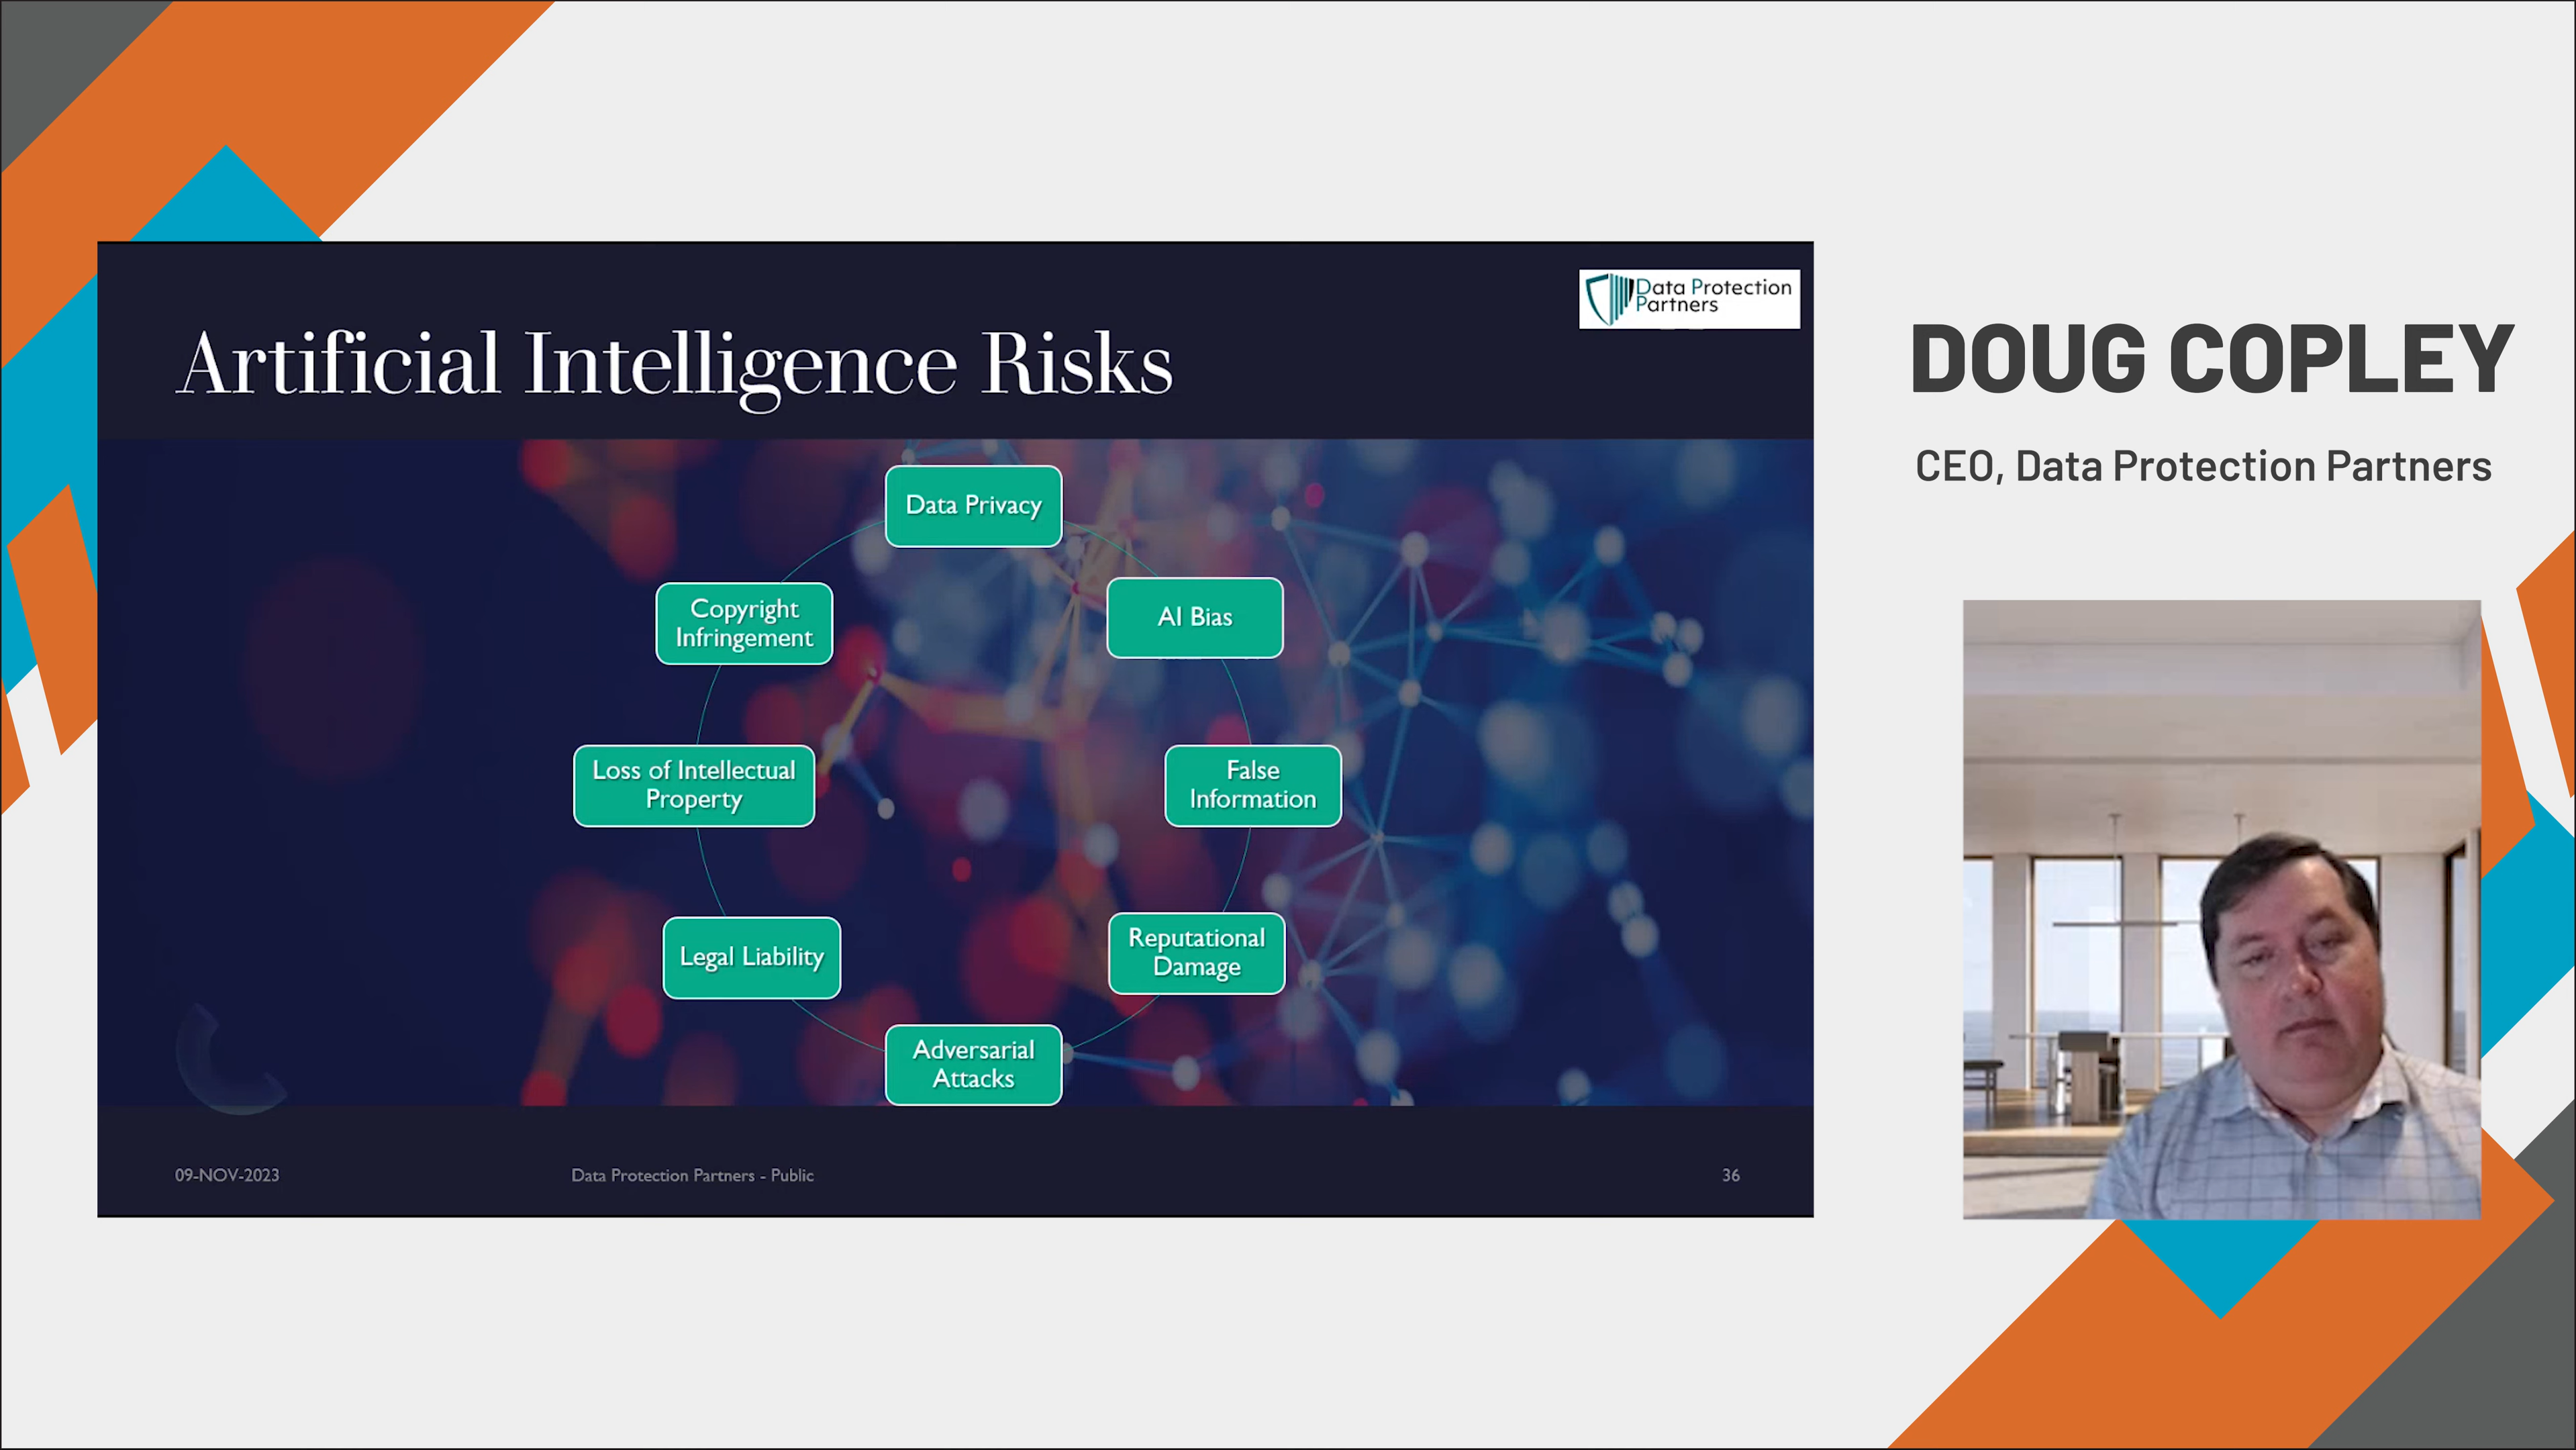 Data Protection
Partners
Artificial Intelligence Risks
Data Privacy
AI Bias
False
Information
Reputational
Damage
Adversarial
Attacks
Legal Liability
Loss of Intellectual
Property
Copyright
Infringement
09-NOV-2023
Data Protection Partners - Public
36
DOUG COPLEY
CEO, Data Protection Partners